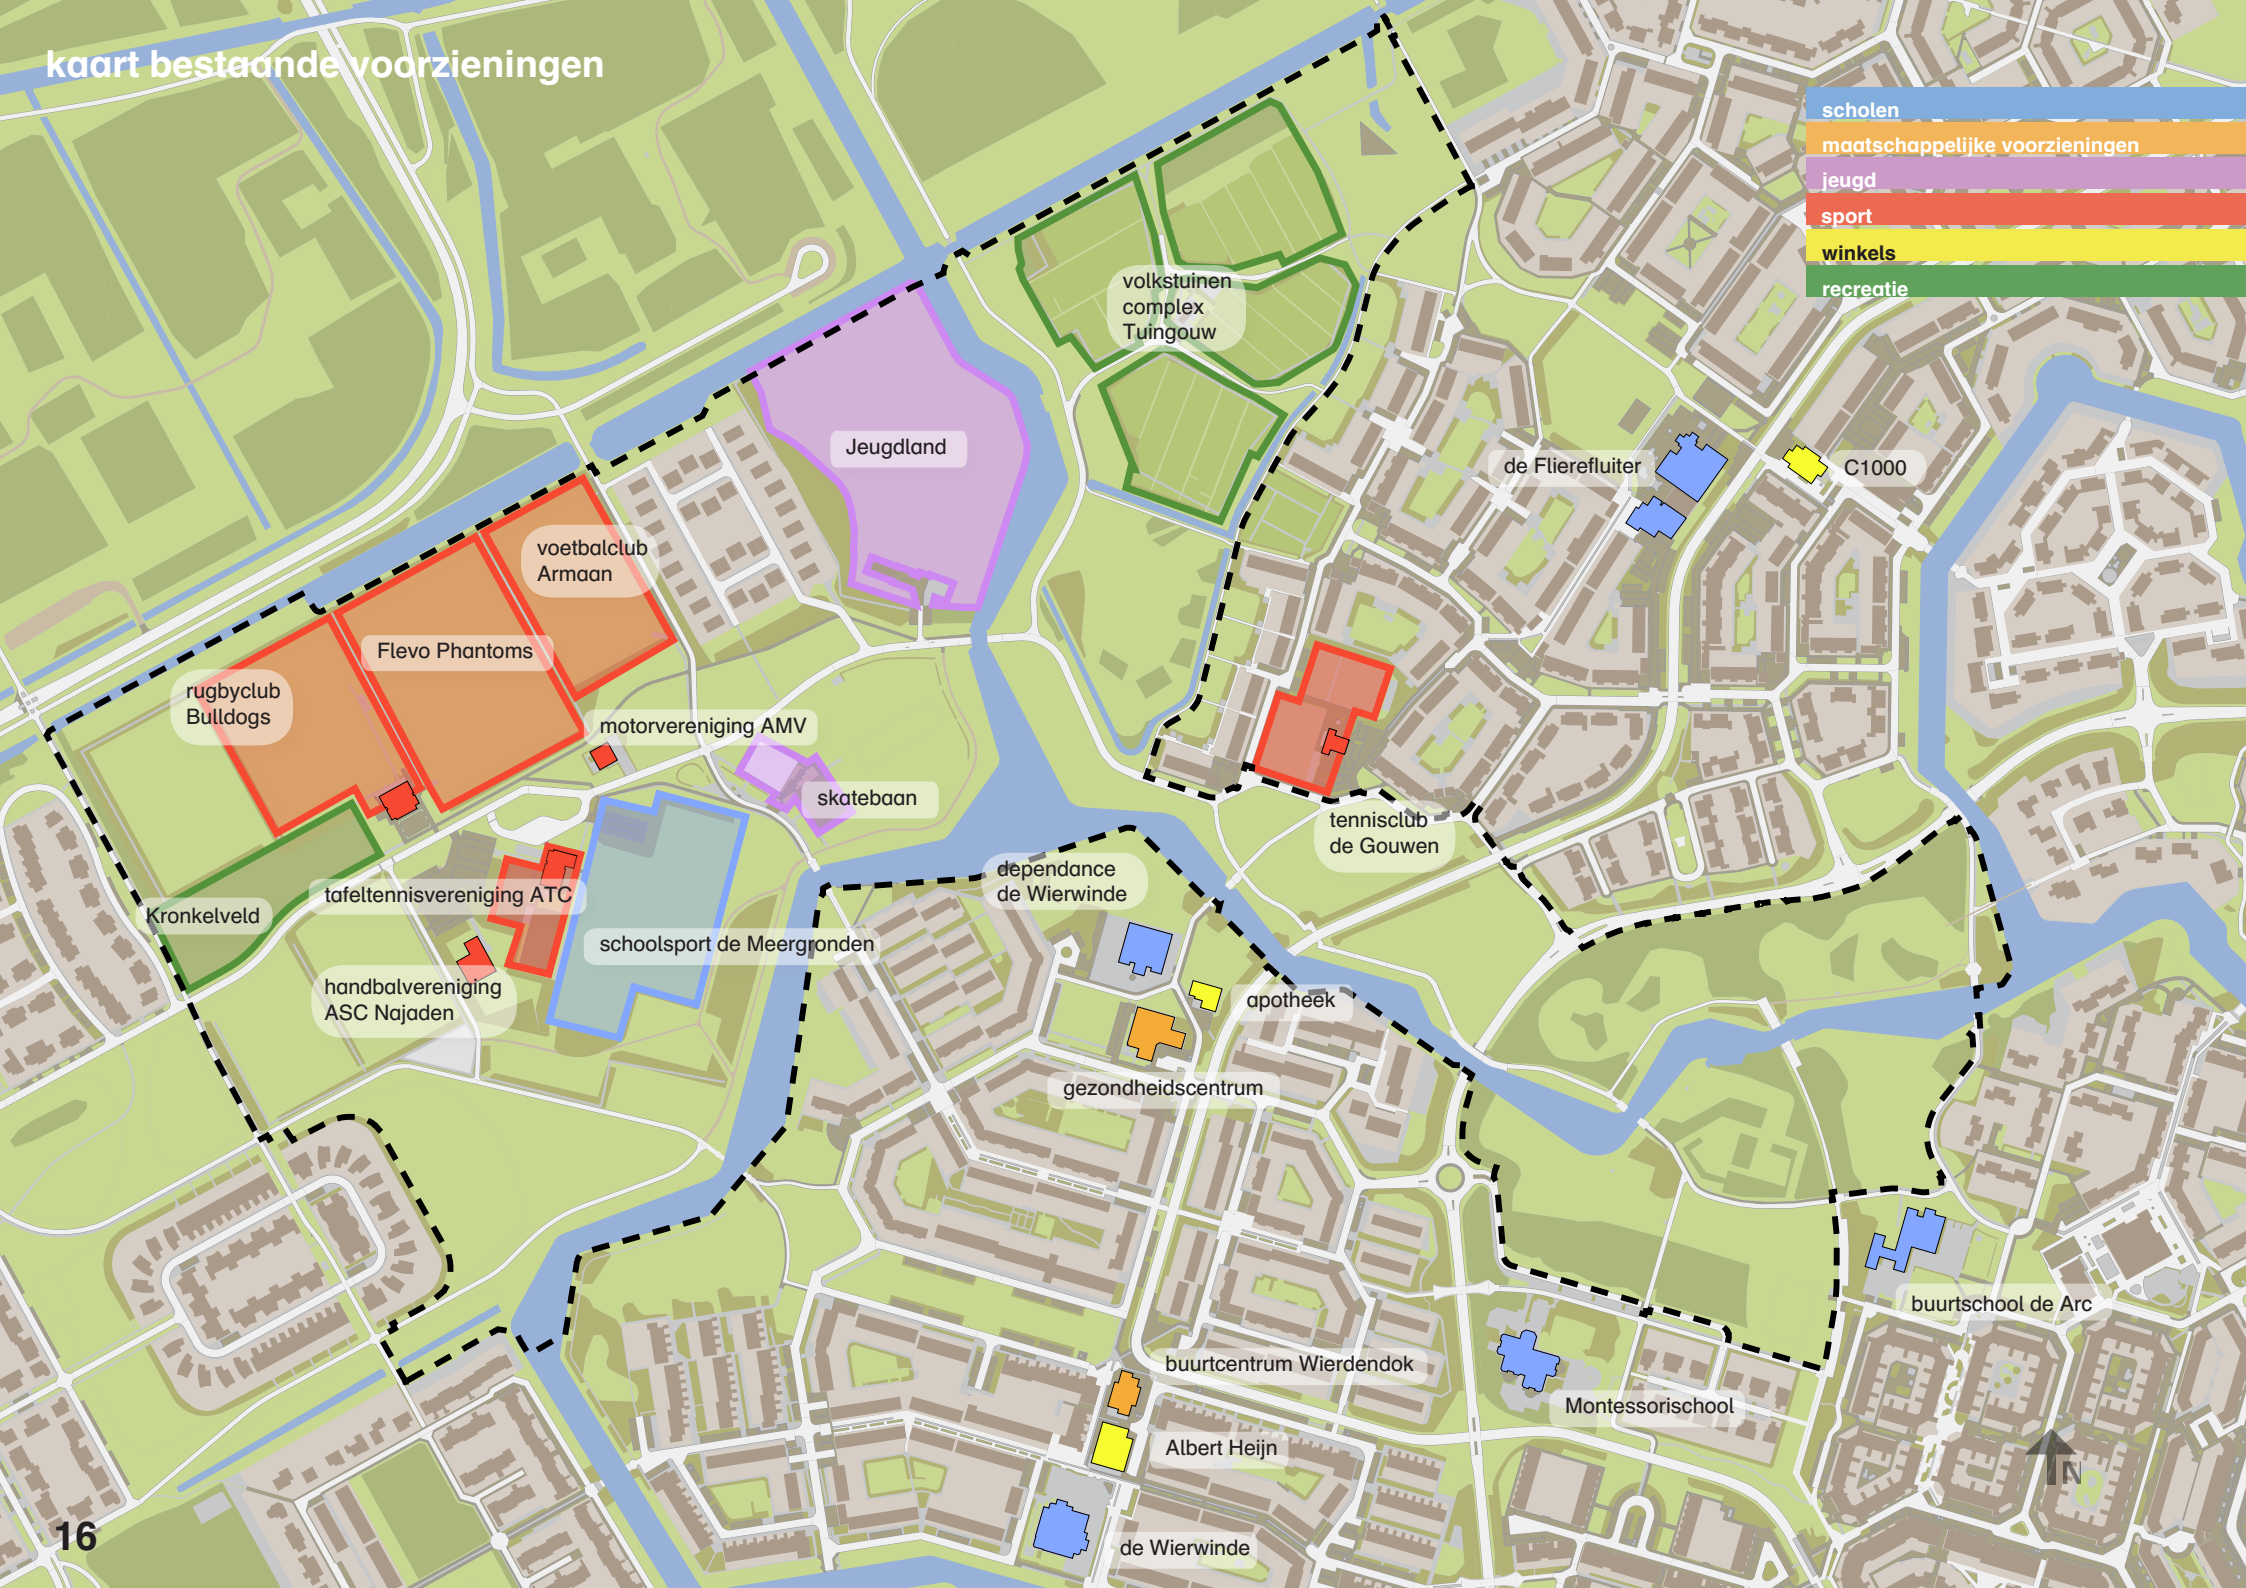 kaart bestaande voorzieningen
scholen
maatschappelijke voorzieningen
jeugd
sport
winkels
recreatie
volkstuinen
complex
Tuingouw
Jeugdland
de Flierefluiter
C1000
voetbalclub
Armaan
Flevo Phantoms
rugbyclub
Bulldogs
motorvereniging AMV
skatebaan
tennisclub
de Gouwen
dependance
de Wierwinde
tafeltennisvereniging ATC
Kronkelveld
schoolsport de Meergronden
handbalvereniging
ASC Najaden
apotheek
gezondheidscentrum
buurtschool de Arc
buurtcentrum Wierdendok
Montessorischool
Albert Heijn
N
de Wierwinde
16